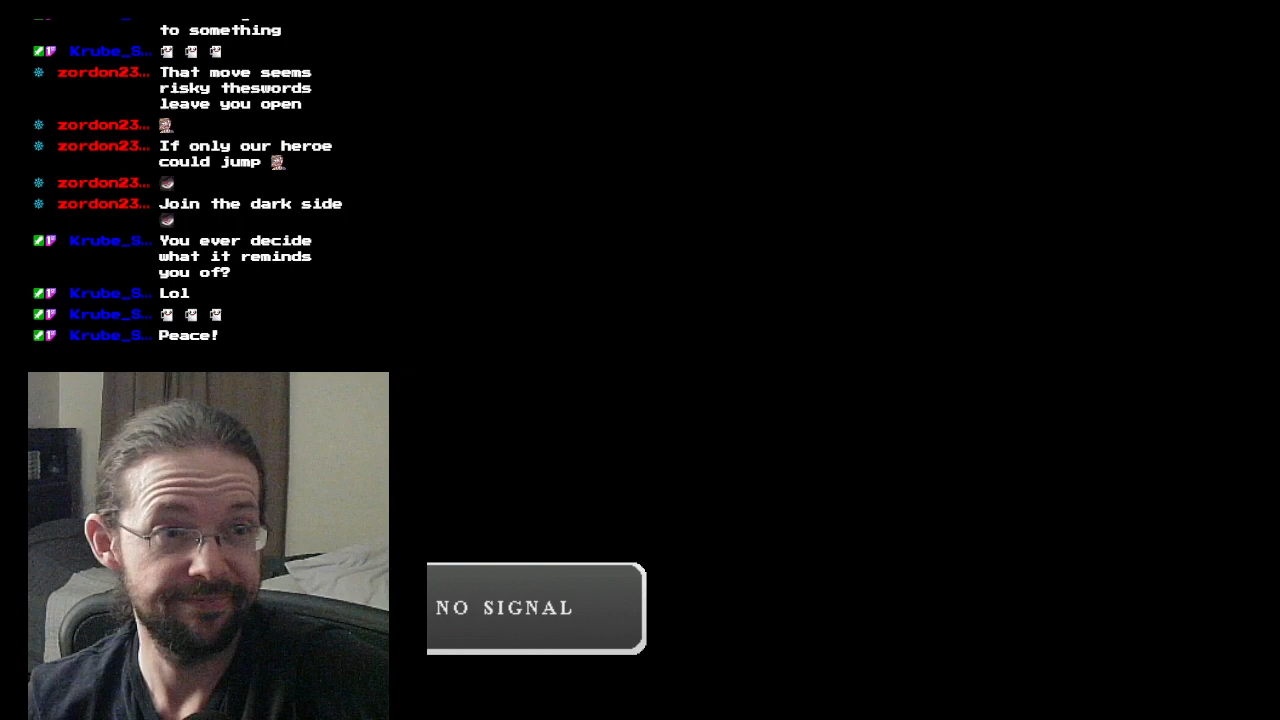 to something
Krube_S…
zordon23… That move seems
risky theswords
leave you open
zordon23…
zordon23… If only our heroe
could jump
zordon23…
zordon23… Join the dark side
Krube_S… You ever decide
what it reminds
you of?
Krube_S… Lol
Krube_S…
Krube_S… Peace!
NO SIGNAL